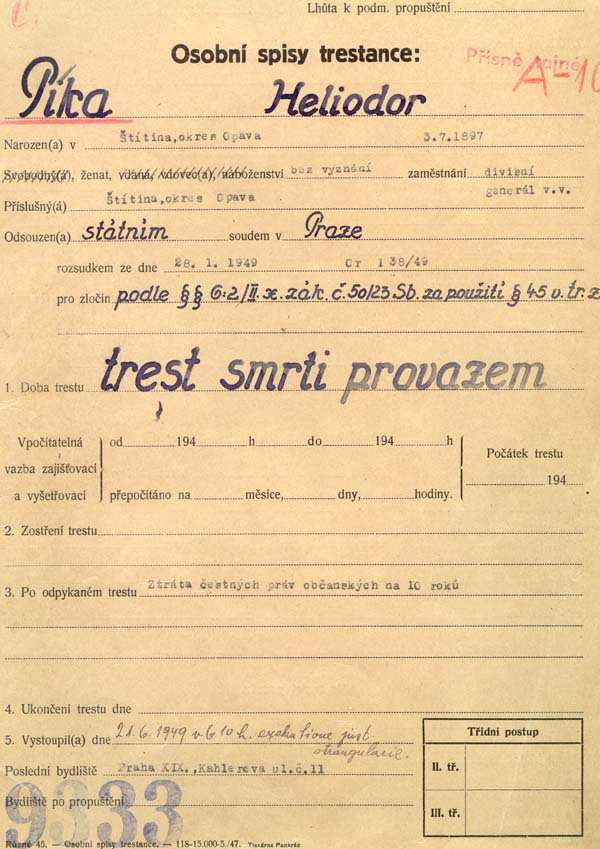 Č.
Lhůta k podm. propuštění
Osobní spisy trestance:
Přísně tajné
A-10
Píka Heliodor
Narozen(a) v Štítina,okres Opava 3.7.1897
Svobodný(á), ženat, vdaná, vdovec(a), náboženství bez vyznání zaměstnání divisní
generál v.v.
Příslušný(á) Štítina,okres Opava
Odsouzen(a) státním soudem v Praze
rozsudkem ze dne 28. 1. 1949 Or I 38/49
pro zločin podle §§ 6:2/II. x. zák. č. 50/23 Sb. za použití § 45 v. tr. z
1. Doba trestu trest smrti provazem
Vpočitatelná
vazba zajišťovací
a vyšetřovací
od 194 h do 194 h
přepočítáno na měsíce, dny, hodiny.
Počátek trestu
194
2. Zostření trestu
3. Po odpykaném trestu Ztráta čestných práv občanských na 10 roků
4. Ukončení trestu dne
5. Vystoupil(a) dne 21.6.1949 v 6 10 h.
strangulacie.
Poslední bydliště Praha XIX.,Kahlerova ul.č.11
Bydliště po propuštění
9333
Třídní postup
II. tř.
III. tř.
Různé 45. — Osobní spisy trestance. — 118-15.000-5./47. Tiskárna Pankrác